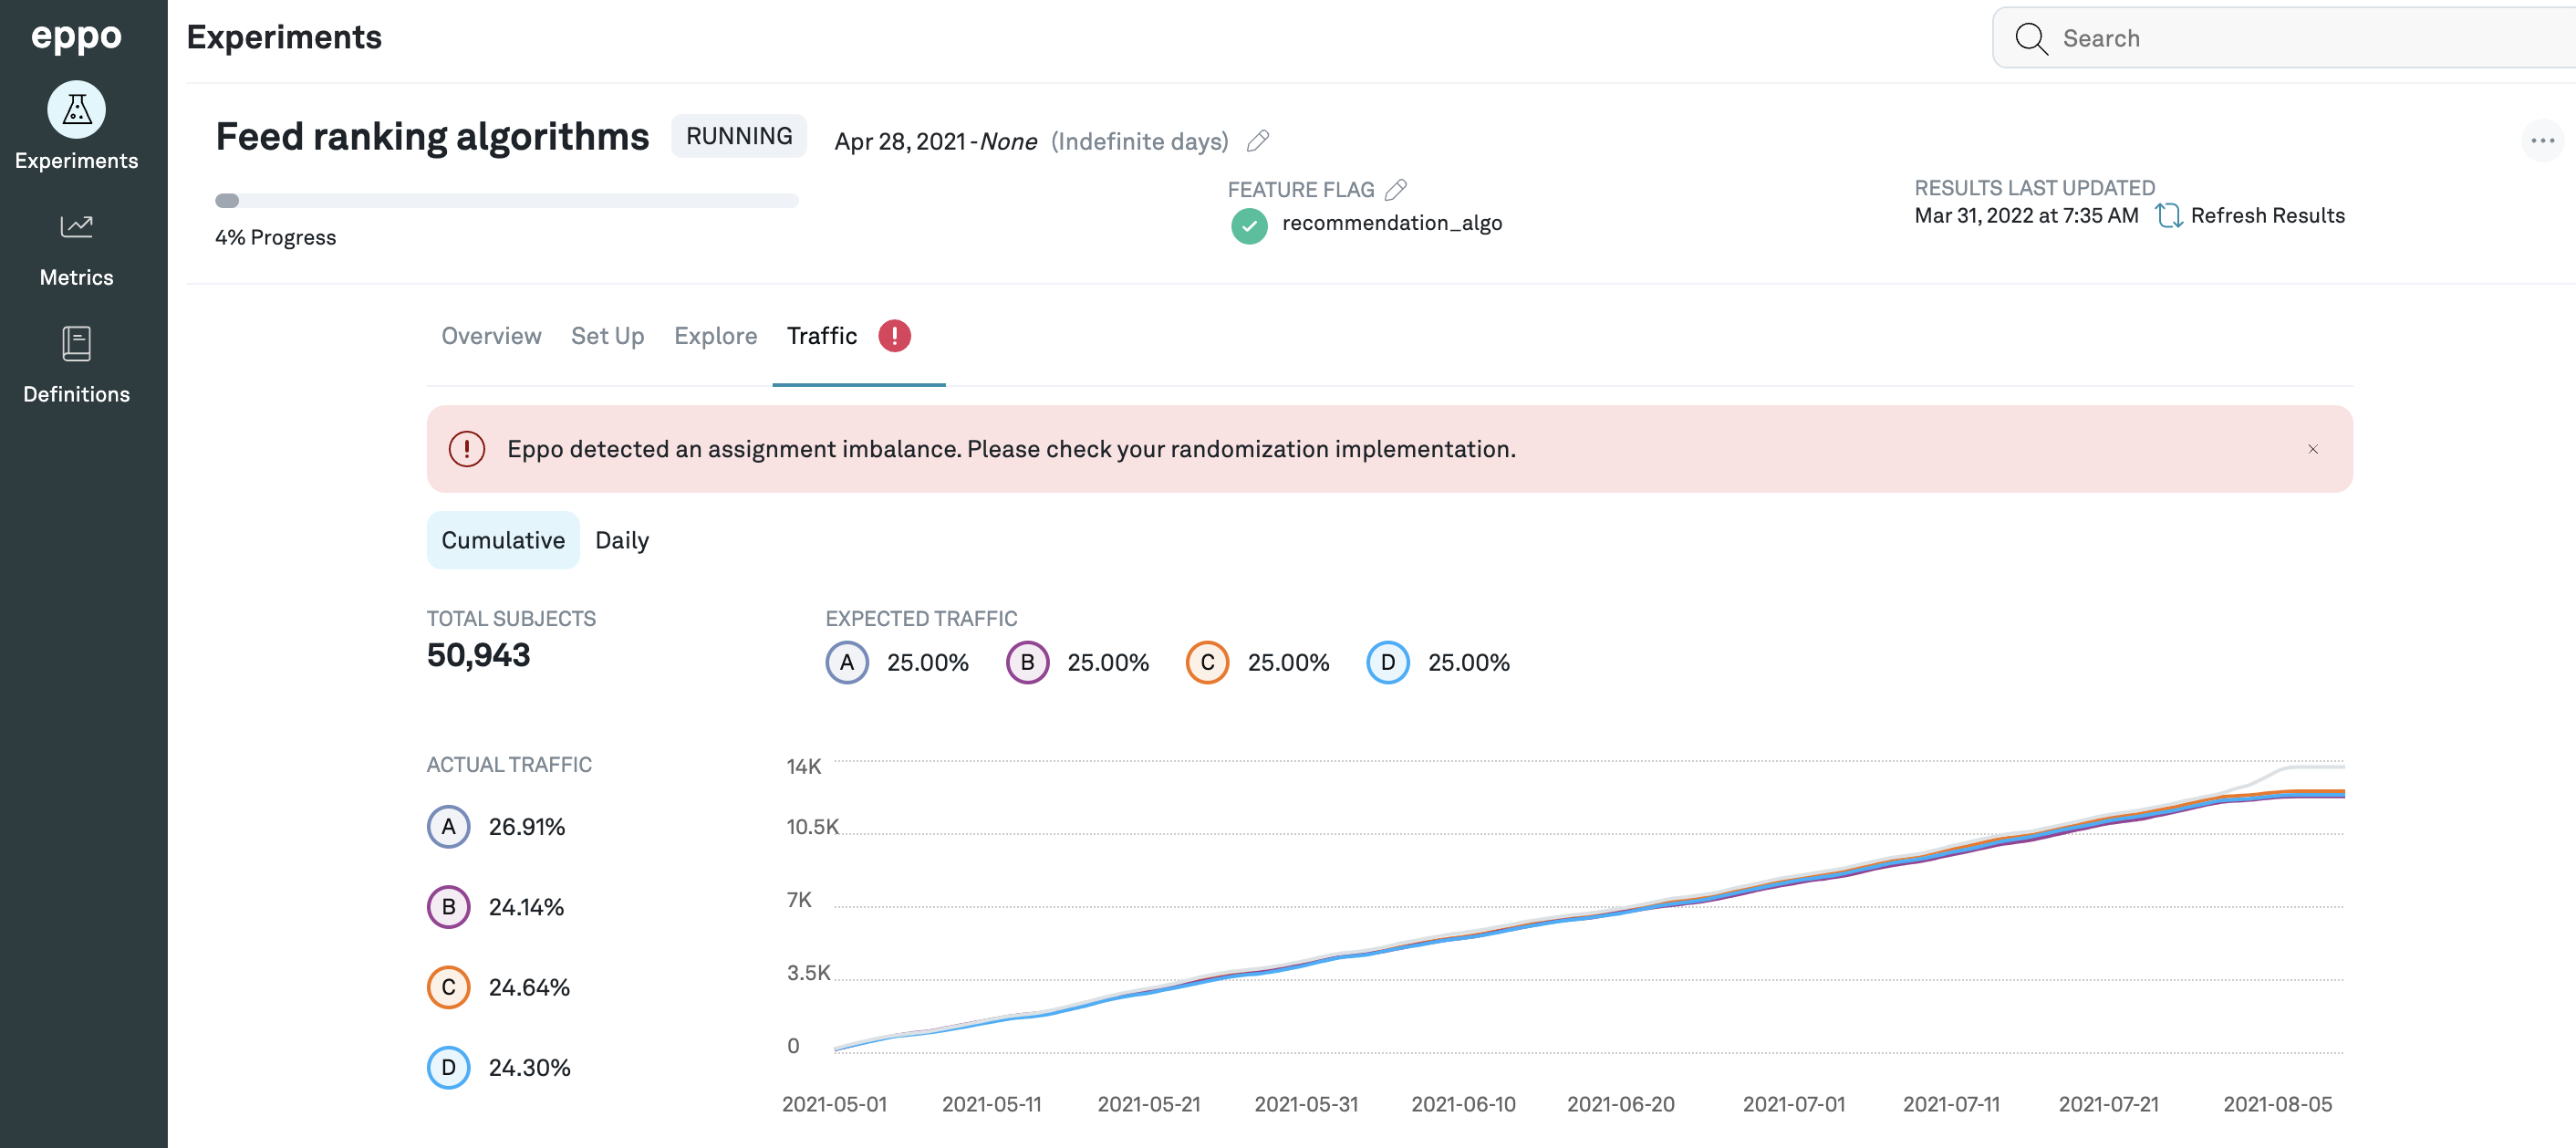 eppo
Experiments
Search
Experiments
Metrics
Definitions
Feed ranking algorithms RUNNING Apr 28, 2021 - None (Indefinite days)
4% Progress
FEATURE FLAG
recommendation_algo
RESULTS LAST UPDATED
Mar 31, 2022 at 7:35 AM Refresh Results
Overview Set Up Explore Traffic !
! Eppo detected an assignment imbalance. Please check your randomization implementation. ×
Cumulative Daily
TOTAL SUBJECTS
50,943
EXPECTED TRAFFIC
A 25.00% B 25.00% C 25.00% D 25.00%
ACTUAL TRAFFIC
A 26.91%
B 24.14%
C 24.64%
D 24.30%
14K
10.5K
7K
3.5K
0
2021-05-01 2021-05-11 2021-05-21 2021-05-31 2021-06-10 2021-06-20 2021-07-01 2021-07-11 2021-07-21 2021-08-05